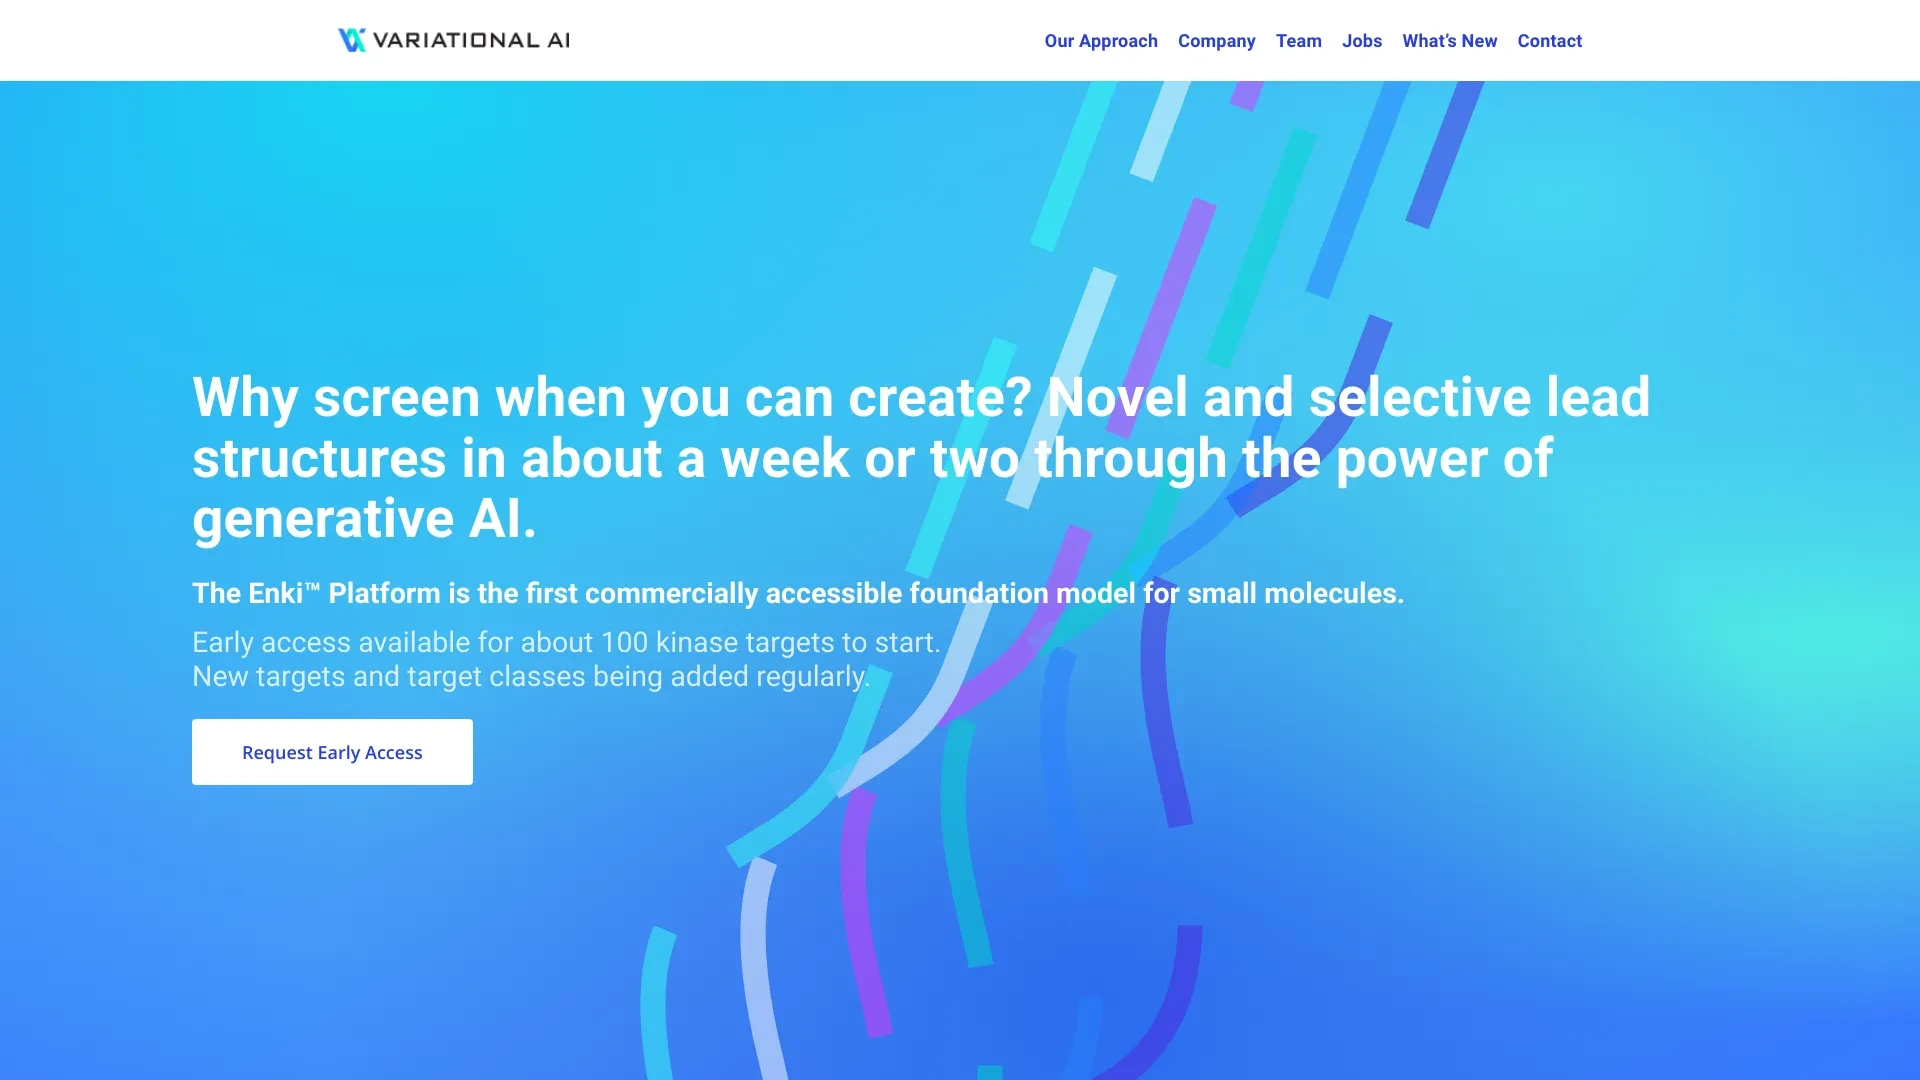 VARIATIONAL AI
Our Approach Company Team Jobs What’s New Contact
Why screen when you can create? Novel and selective lead
structures in about a week or two through the power of
generative AI.
The Enki™ Platform is the first commercially accessible foundation model for small molecules.
Early access available for about 100 kinase targets to start.
New targets and target classes being added regularly.
Request Early Access